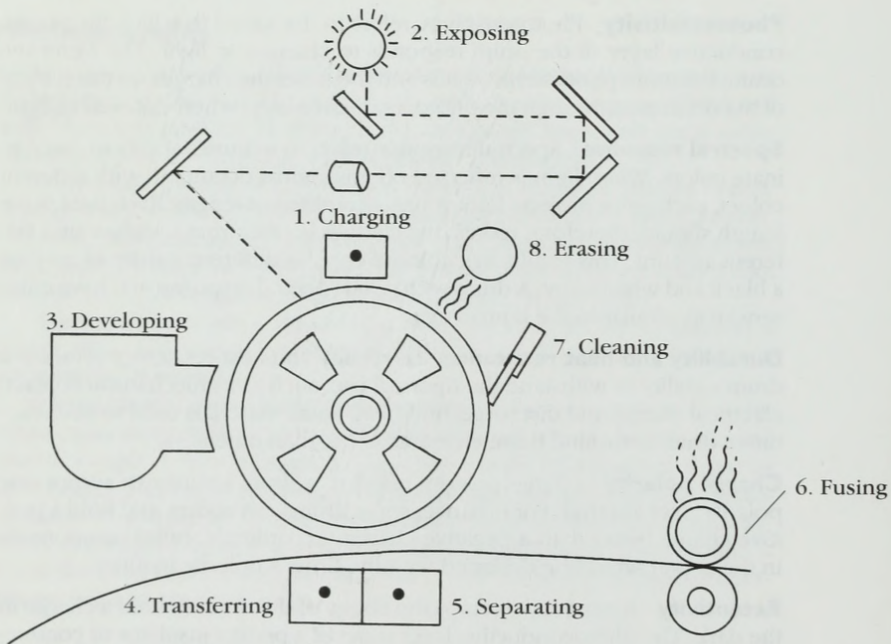 2. Exposing
1. Charging
8. Erasing
3. Developing
7. Cleaning
6. Fusing
4. Transferring
5. Separating